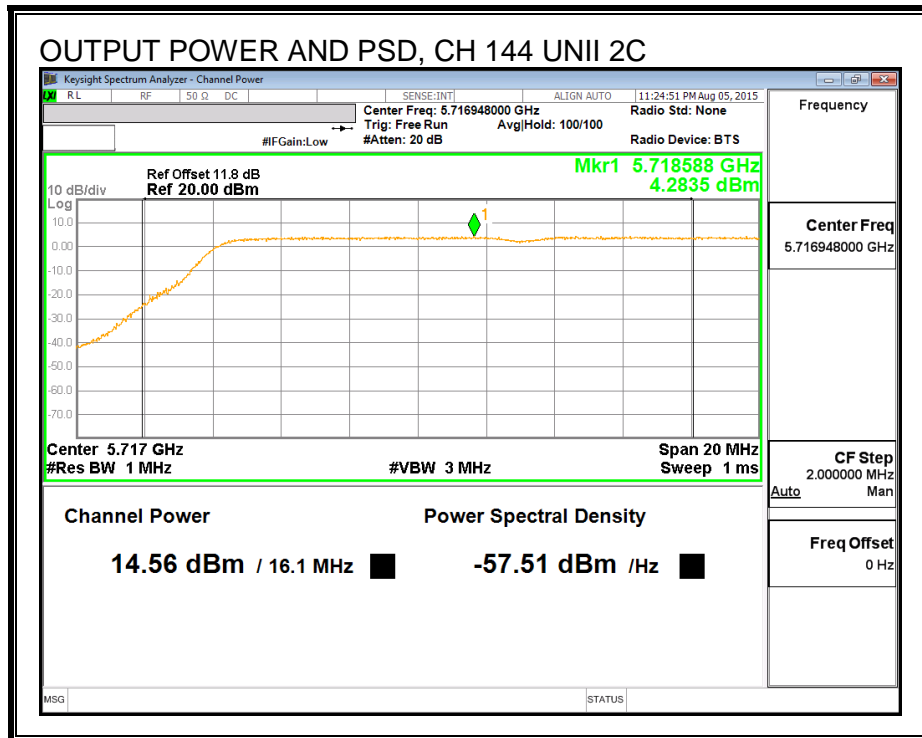 OUTPUT POWER AND PSD, CH 144 UNII 2C
Keysight Spectrum Analyzer - Channel Power
LXI RL RF 50 Ω DC SENSE:INT ALIGN AUTO 11:24:51 PM Aug 05, 2015
Center Freq: 5.716948000 GHz Radio Std: None
Trig: Free Run Avg|Hold: 100/100
#IFGain:Low #Atten: 20 dB Radio Device: BTS
Frequency
Mkr1 5.718588 GHz
4.2835 dBm
Ref Offset 11.8 dB
10 dB/div Ref 20.00 dBm
Log
1
10.0
0.00
-10.0
-20.0
-30.0
-40.0
-50.0
-60.0
-70.0
Center 5.717 GHz Span 20 MHz
#Res BW 1 MHz #VBW 3 MHz Sweep 1 ms
Center Freq
5.716948000 GHz
CF Step
2.000000 MHz
Auto Man
Freq Offset
0 Hz
Channel Power Power Spectral Density
14.56 dBm / 16.1 MHz -57.51 dBm /Hz
MSG STATUS